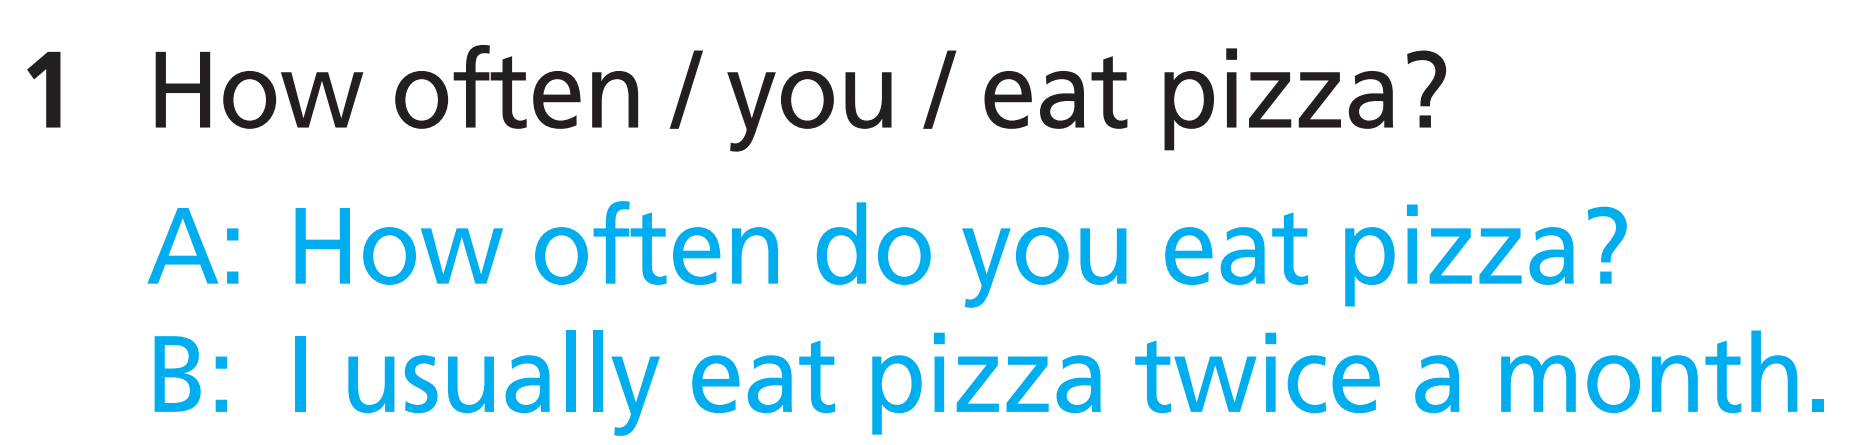 1 How often / you / eat pizza?
A: How often do you eat pizza?
B: I usually eat pizza twice a month.